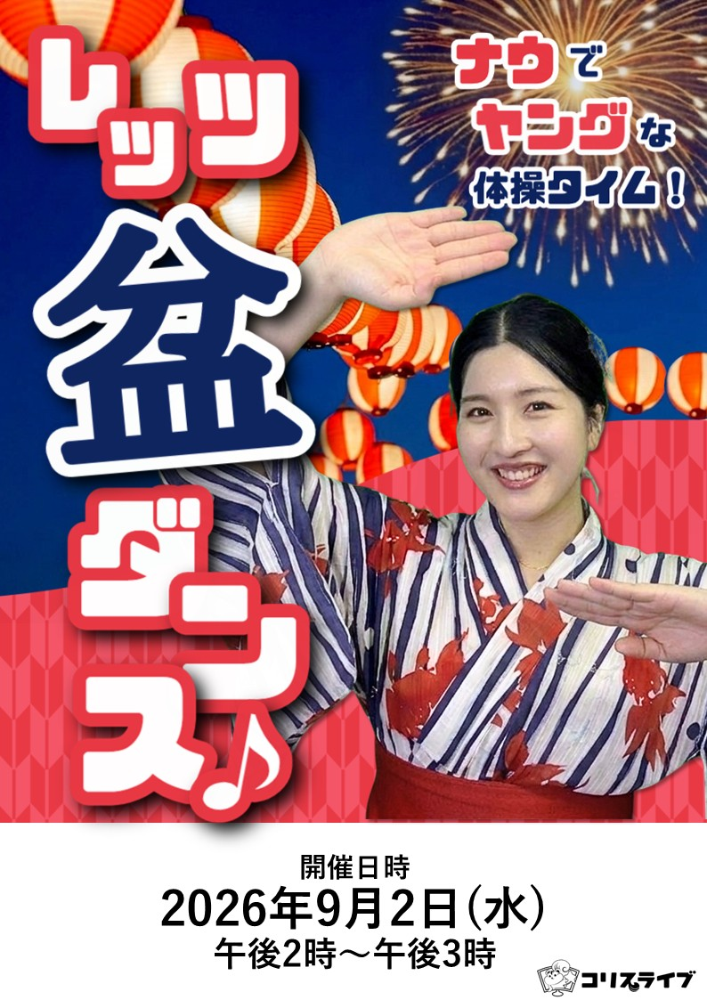 レッツ
盆
ダンス♪
ナウで
ヤングな
体操タイム！
開催日時
2026年9月2日(水)
午後2時～午後3時
コリスライブ